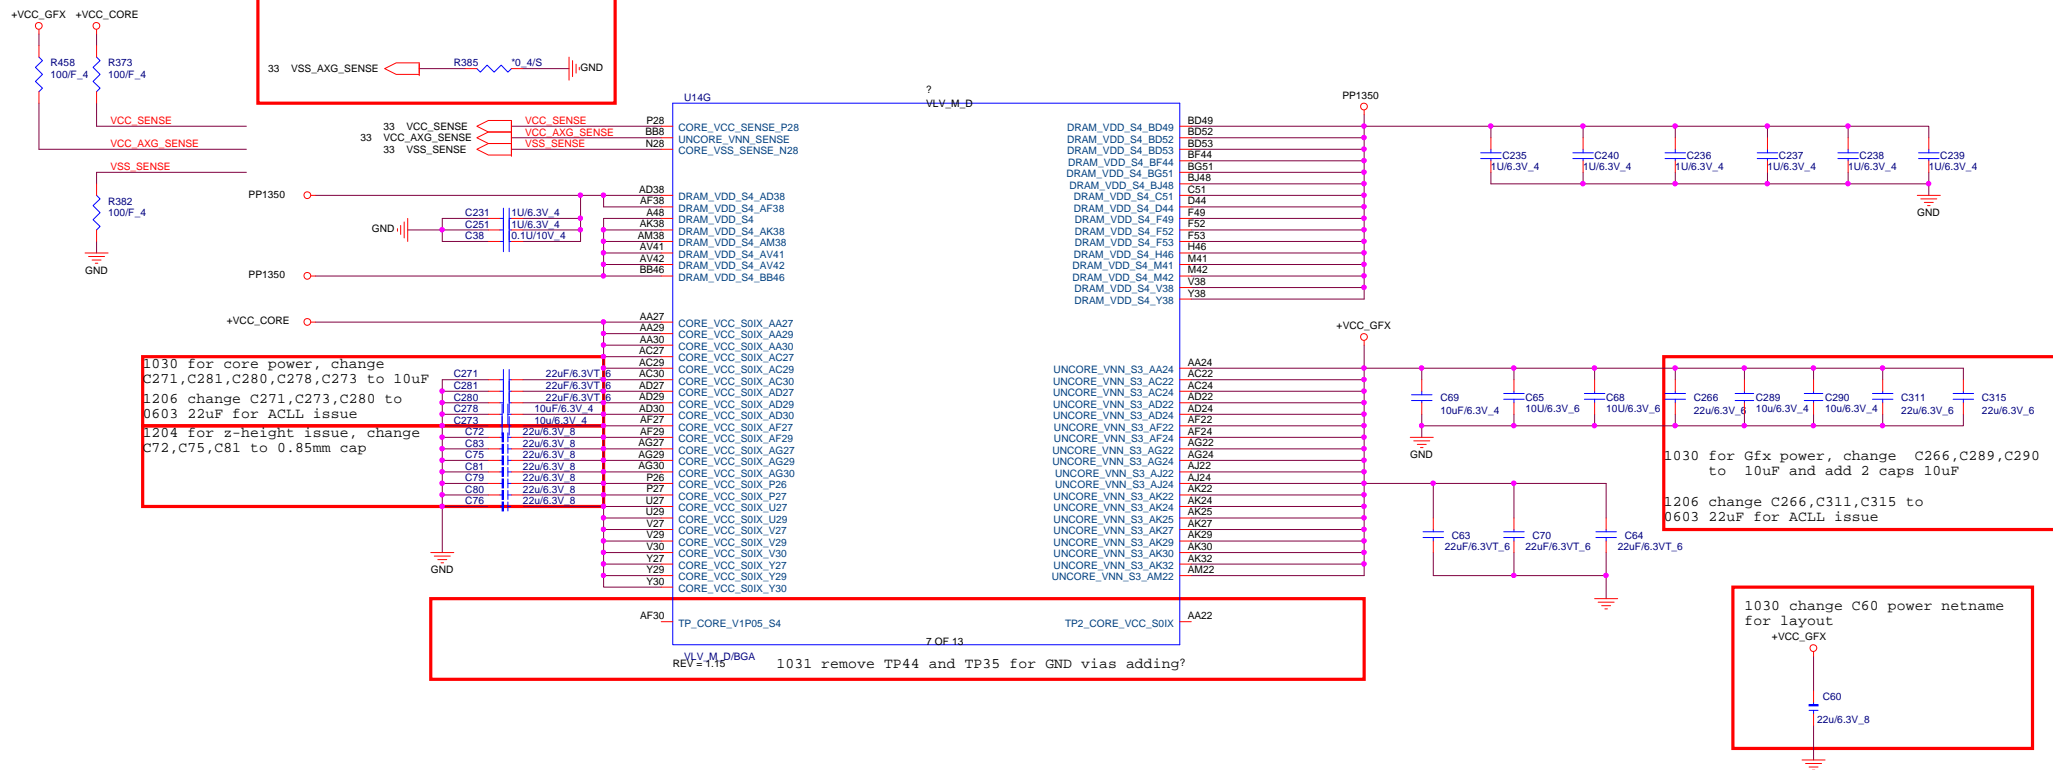 +VCC_GFX +VCC_CORE
R458
100/F_4
R373
100/F_4
33 VSS_AXG_SENSE
R385
*0_4/S
GND
VCC_SENSE
VCC_AXG_SENSE
VSS_SENSE
R382
100/F_4
GND
33 VCC_SENSE
33 VCC_AXG_SENSE
33 VSS_SENSE
VCC_SENSE
VCC_AXG_SENSE
VSS_SENSE
U14G
?
VLV_M_D
P28 CORE_VCC_SENSE_P28
BB8 UNCORE_VNN_SENSE
N28 CORE_VSS_SENSE_N28
PP1350
GND
C231 1U/6.3V_4
C251 1U/6.3V_4
C38 0.1U/10V_4
PP1350
AD38 DRAM_VDD_S4_AD38
AF38 DRAM_VDD_S4_AF38
A48 DRAM_VDD_S4
AK38 DRAM_VDD_S4_AK38
AM38 DRAM_VDD_S4_AM38
AV41 DRAM_VDD_S4_AV41
AV42 DRAM_VDD_S4_AV42
BB46 DRAM_VDD_S4_BB46
+VCC_CORE
AA27 CORE_VCC_S0IX_AA27
AA29 CORE_VCC_S0IX_AA29
AA30 CORE_VCC_S0IX_AA30
AC27 CORE_VCC_S0IX_AC27
AC29 CORE_VCC_S0IX_AC29
AC30 CORE_VCC_S0IX_AC30
AD27 CORE_VCC_S0IX_AD27
AD29 CORE_VCC_S0IX_AD29
AD30 CORE_VCC_S0IX_AD30
AF27 CORE_VCC_S0IX_AF27
AF29 CORE_VCC_S0IX_AF29
AG27 CORE_VCC_S0IX_AG27
AG29 CORE_VCC_S0IX_AG29
AG30 CORE_VCC_S0IX_AG30
P26 CORE_VCC_S0IX_P26
P27 CORE_VCC_S0IX_P27
U27 CORE_VCC_S0IX_U27
U29 CORE_VCC_S0IX_U29
V27 CORE_VCC_S0IX_V27
V29 CORE_VCC_S0IX_V29
V30 CORE_VCC_S0IX_V30
Y27 CORE_VCC_S0IX_Y27
Y29 CORE_VCC_S0IX_Y29
Y30 CORE_VCC_S0IX_Y30
1030 for core power, change
C271,C281,C280,C278,C273 to 10uF
1206 change C271,C273,C280 to
0603 22uF for ACLL issue
1204 for z-height issue, change
C72,C75,C81 to 0.85mm cap
C271 22uF/6.3VT_6
C281 22uF/6.3VT_6
C280 22uF/6.3VT_6
C278 10uF/6.3V_4
C273 10u/6.3V_4
C72 22u/6.3V_8
C83 22u/6.3V_8
C75 22u/6.3V_8
C81 22u/6.3V_8
C79 22u/6.3V_8
C80 22u/6.3V_8
C76 22u/6.3V_8
GND
AF30 TP_CORE_V1P05_S4
TP2_CORE_VCC_S0IX AA22
7 OF 13
VLV_M_D/BGA
REV = 1.15
1031 remove TP44 and TP35 for GND vias adding?
PP1350
DRAM_VDD_S4_BD49 BD49
DRAM_VDD_S4_BD52 BD52
DRAM_VDD_S4_BD53 BD53
DRAM_VDD_S4_BF44 BF44
DRAM_VDD_S4_BG51 BG51
DRAM_VDD_S4_BJ48 BJ48
DRAM_VDD_S4_C51 C51
DRAM_VDD_S4_D44 D44
DRAM_VDD_S4_F49 F49
DRAM_VDD_S4_F52 F52
DRAM_VDD_S4_F53 F53
DRAM_VDD_S4_H46 H46
DRAM_VDD_S4_M41 M41
DRAM_VDD_S4_M42 M42
DRAM_VDD_S4_V38 V38
DRAM_VDD_S4_Y38 Y38
C235
1U/6.3V_4
C240
1U/6.3V_4
C236
1U/6.3V_4
C237
1U/6.3V_4
C238
1U/6.3V_4
C239
1U/6.3V_4
GND
+VCC_GFX
UNCORE_VNN_S3_AA24 AA24
UNCORE_VNN_S3_AC22 AC22
UNCORE_VNN_S3_AC24 AC24
UNCORE_VNN_S3_AD22 AD22
UNCORE_VNN_S3_AD24 AD24
UNCORE_VNN_S3_AF22 AF22
UNCORE_VNN_S3_AF24 AF24
UNCORE_VNN_S3_AG22 AG22
UNCORE_VNN_S3_AG24 AG24
UNCORE_VNN_S3_AJ22 AJ22
UNCORE_VNN_S3_AJ24 AJ24
UNCORE_VNN_S3_AK22 AK22
UNCORE_VNN_S3_AK24 AK24
UNCORE_VNN_S3_AK25 AK25
UNCORE_VNN_S3_AK27 AK27
UNCORE_VNN_S3_AK29 AK29
UNCORE_VNN_S3_AK30 AK30
UNCORE_VNN_S3_AK32 AK32
UNCORE_VNN_S3_AM22 AM22
C69
10uF/6.3V_4
C65
10U/6.3V_6
C68
10U/6.3V_6
C266
22u/6.3V_6
C289
10u/6.3V_4
C290
10u/6.3V_4
C311
22u/6.3V_6
C315
22u/6.3V_6
GND
1030 for Gfx power, change C266,C289,C290
to 10uF and add 2 caps 10uF
1206 change C266,C311,C315 to
0603 22uF for ACLL issue
C63
22uF/6.3VT_6
C70
22uF/6.3VT_6
C64
22uF/6.3VT_6
1030 change C60 power netname
for layout
+VCC_GFX
C60
22u/6.3V_8